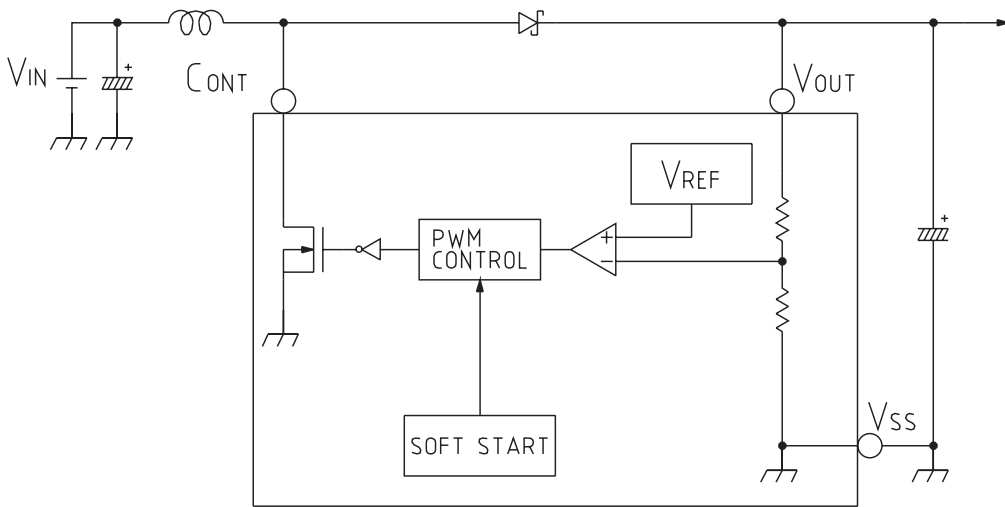 VIN
+
CONT
VOUT
VREF
+
PWM
CONTROL
+
−
SOFT START
VSS